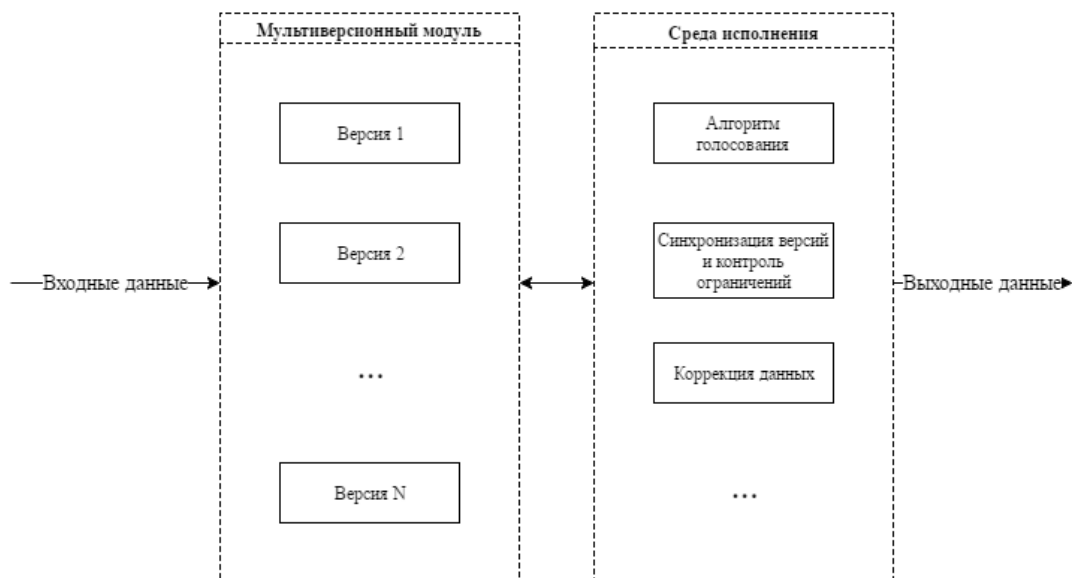 Мультиверсионный модуль
Среда исполнения
Версия 1
Алгоритм
голосования
Версия 2
Синхронизация версий
и контроль
ограничений
Входные данные
Выходные данные
...
Коррекция данных
Версия N
...